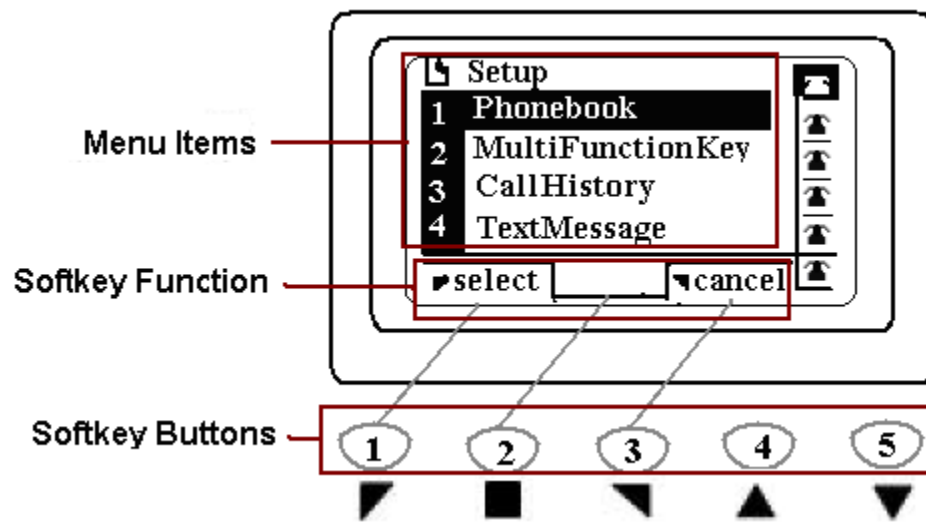 Setup
1 Phonebook
Menu Items
2 MultiFunctionKey
3 CallHistory
4 TextMessage
Softkey Function
select cancel
Softkey Buttons
1 2 3 4 5